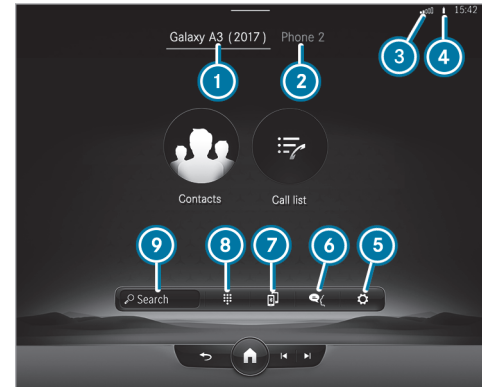 15:42
Galaxy A3 (2017) Phone 2
3 4
1 2
Contacts Call list
9 8 7 6 5
Search